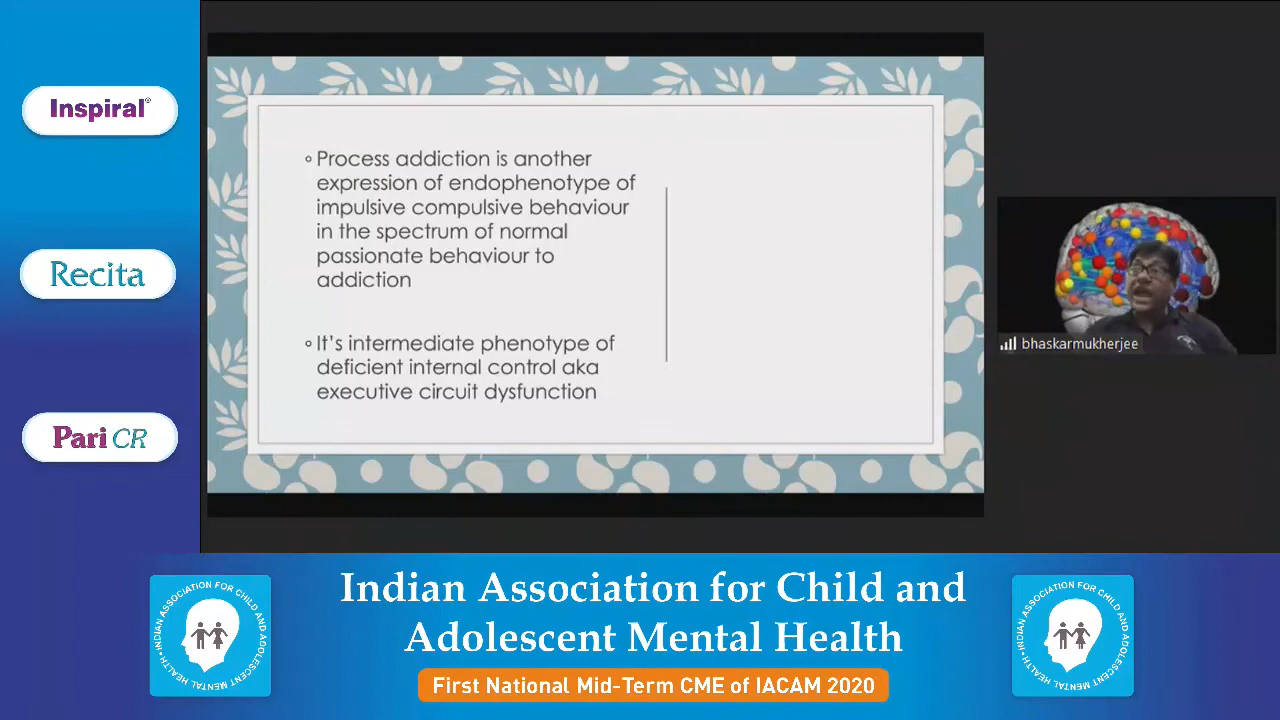 Inspiral®
Recita
Pari CR
◦ Process addiction is another
expression of endophenotype of
impulsive compulsive behaviour
in the spectrum of normal
passionate behaviour to
addiction
◦ It's intermediate phenotype of
deficient internal control aka
executive circuit dysfunction
bhaskarmukherjee
INDIAN ASSOCIATION FOR CHILD AND ADOLESCENT MENTAL HEALTH •
Indian Association for Child and
Adolescent Mental Health
First National Mid-Term CME of IACAM 2020
INDIAN ASSOCIATION FOR CHILD AND ADOLESCENT MENTAL HEALTH •